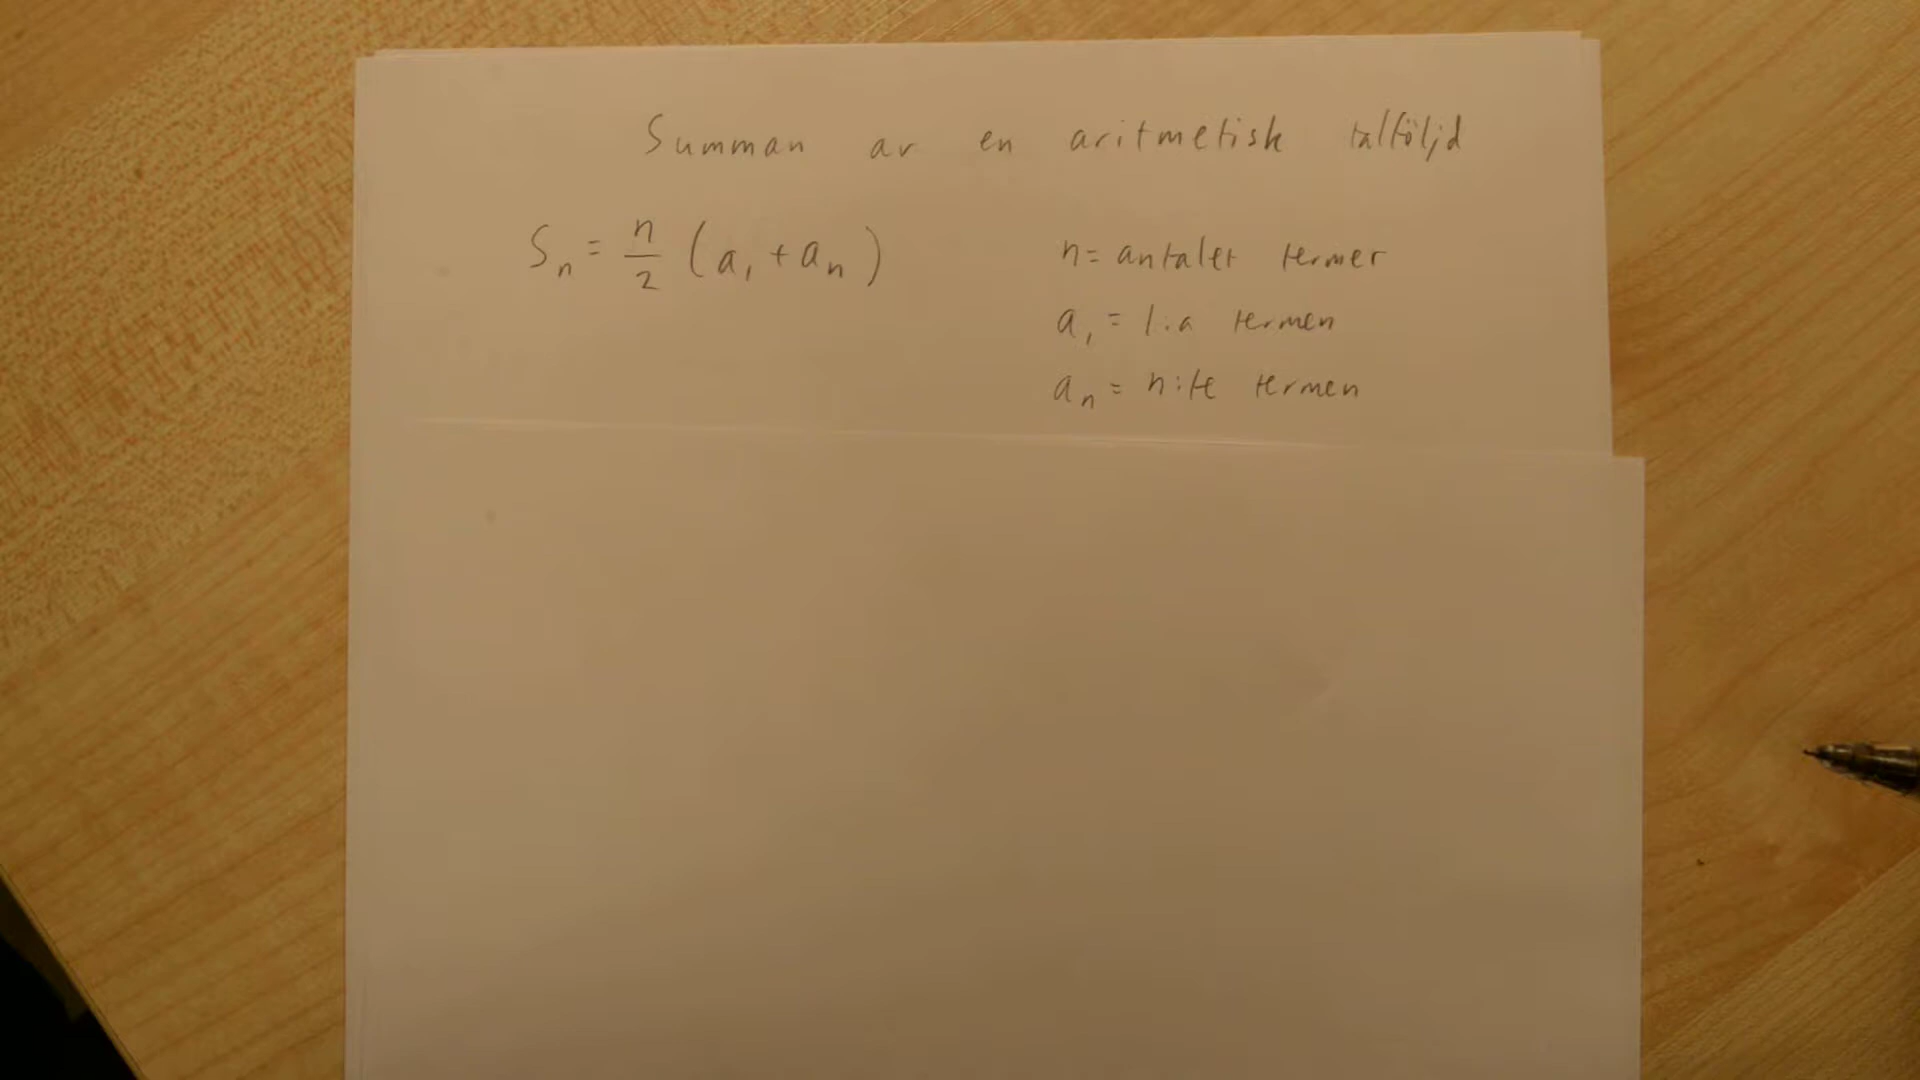 Summan av en aritmetisk talföljd
Sₙ = n/2 (a₁ + aₙ)
n = antalet termer
a₁ = 1:a termen
aₙ = n:te termen